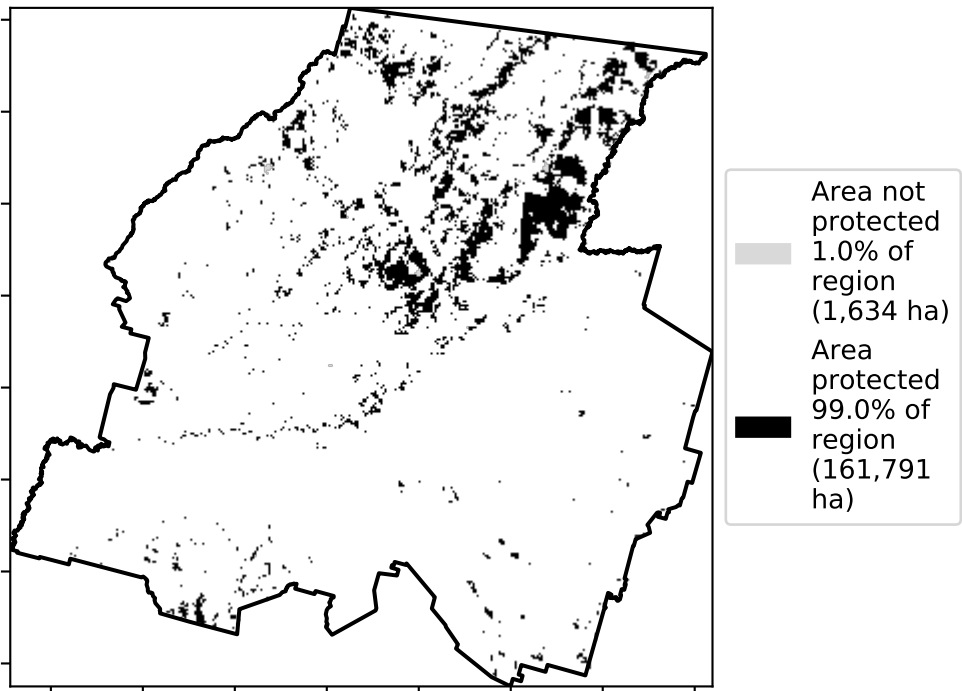 Area not
protected
1.0% of
region
(1,634 ha)
Area
protected
99.0% of
region
(161,791
ha)